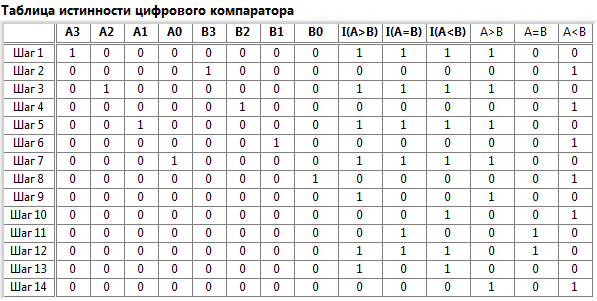 Таблица истинности цифрового компаратора
A3 A2 A1 A0 B3 B2 B1 B0 I(A>B) I(A=B) I(A<B) A>B A=B A<B
Шаг 1 1 0 0 0 0 0 0 0 1 1 1 1 0 0
Шаг 2 0 0 0 0 1 0 0 0 0 0 0 0 0 1
Шаг 3 0 1 0 0 0 0 0 0 1 1 1 1 0 0
Шаг 4 0 0 0 0 0 1 0 0 0 0 0 0 0 1
Шаг 5 0 0 1 0 0 0 0 0 1 1 1 1 0 0
Шаг 6 0 0 0 0 0 0 1 0 0 0 0 0 0 1
Шаг 7 0 0 0 1 0 0 0 0 1 1 1 1 0 0
Шаг 8 0 0 0 0 0 0 0 1 0 0 0 0 0 1
Шаг 9 0 0 0 0 0 0 0 0 1 0 0 1 0 0
Шаг 10 0 0 0 0 0 0 0 0 0 0 1 0 0 1
Шаг 11 0 0 0 0 0 0 0 0 0 1 0 0 1 0
Шаг 12 0 0 0 0 0 0 0 0 1 1 1 0 1 0
Шаг 13 0 0 0 0 0 0 0 0 1 0 1 0 0 0
Шаг 14 0 0 0 0 0 0 0 0 0 0 0 1 0 1